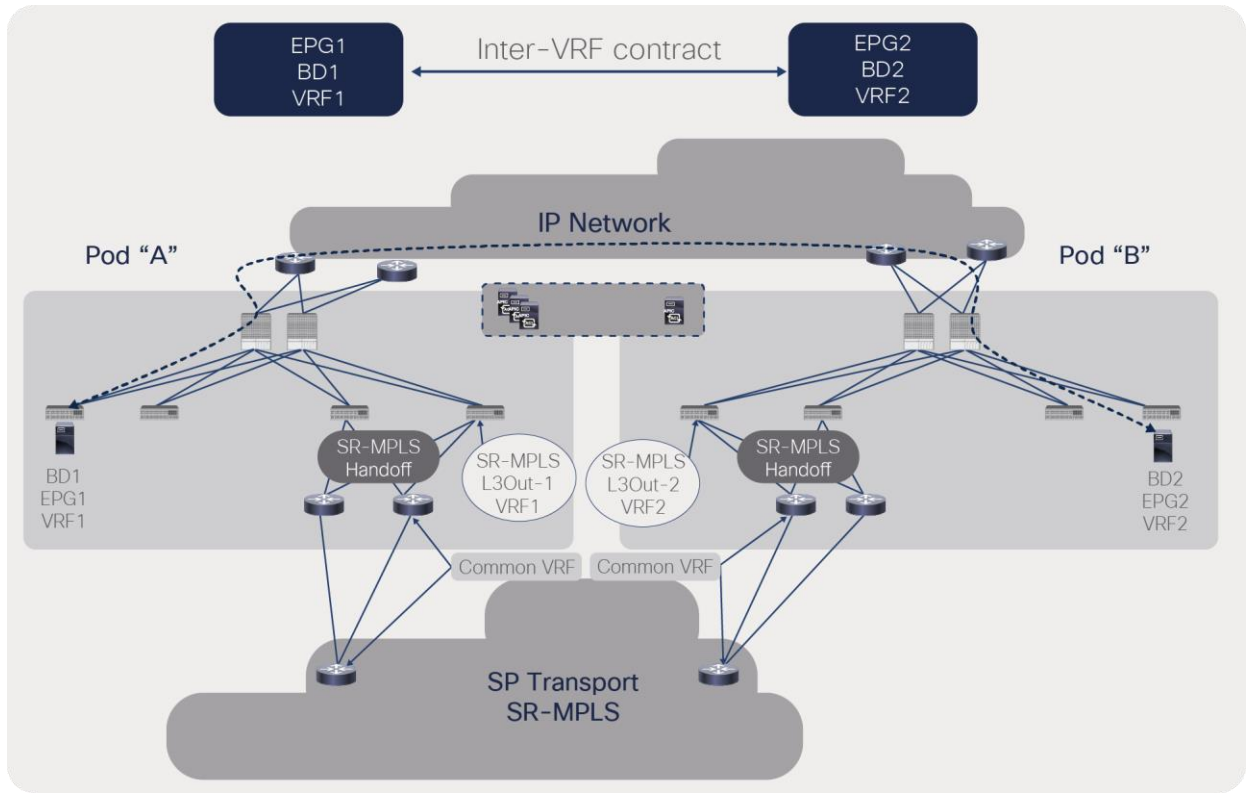 EPG1
BD1
VRF1
Inter-VRF contract
EPG2
BD2
VRF2
IP Network
Pod “A”
Pod “B”
APIC
BD1
EPG1
VRF1
SR-MPLS
Handoff
SR-MPLS
L3Out-1
VRF1
SR-MPLS
L3Out-2
VRF2
SR-MPLS
Handoff
BD2
EPG2
VRF2
Common VRF
Common VRF
SP Transport
SR-MPLS